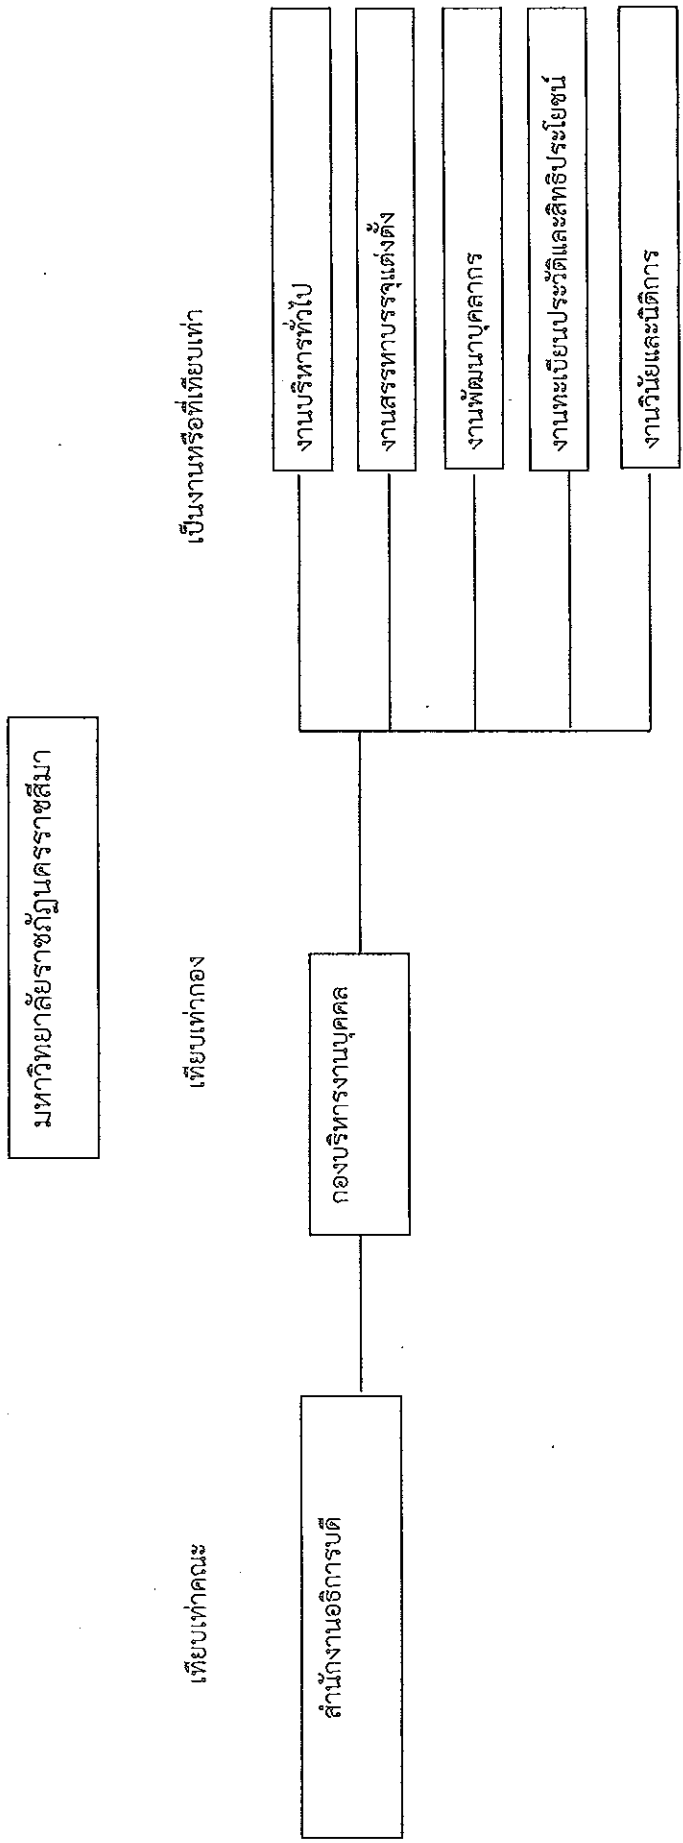 มหาวิทยาลัยราชภัฏนครราชสีมา
เทียบเท่าคณะ
เทียบเท่ากอง
เป็นงานหรือที่เทียบเท่า
สำนักงานอธิการบดี
กองบริหารงานบุคคล
งานบริหารทั่วไป
งานสรรหาบรรจุแต่งตั้ง
งานพัฒนาบุคลากร
งานทะเบียนประวัติและสิทธิประโยชน์
งานวินัยและนิติการ